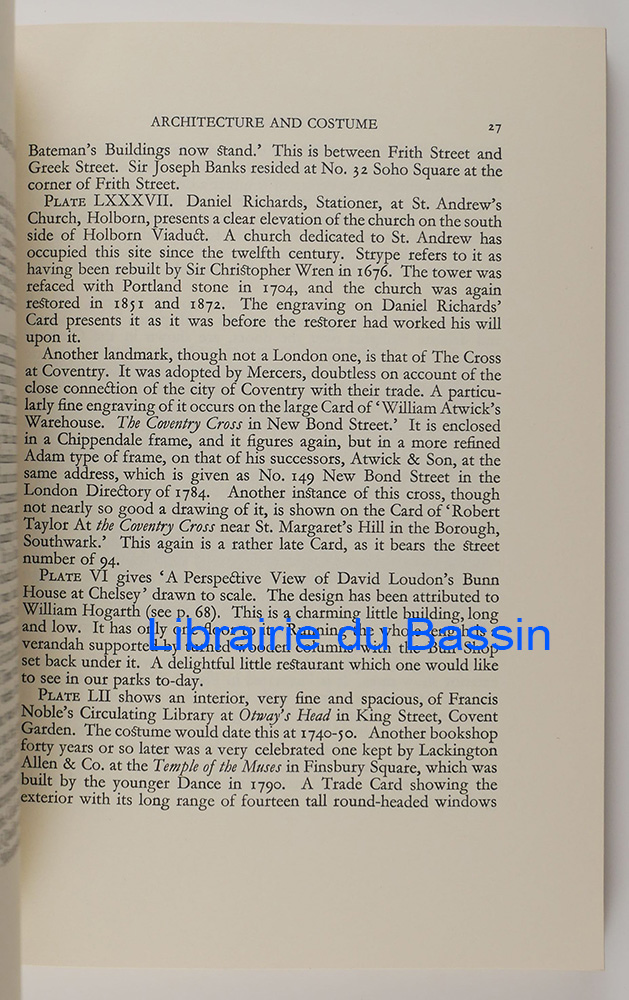 ARCHITECTURE AND COSTUME 27
Bateman's Buildings now stand.' This is between Frith Street and
Greek Street. Sir Joseph Banks resided at No. 32 Soho Square at the
corner of Frith Street.
PLATE LXXXVII. Daniel Richards, Stationer, at St. Andrew's
Church, Holborn, presents a clear elevation of the church on the south
side of Holborn Viaduct. A church dedicated to St. Andrew has
occupied this site since the twelfth century. Strype refers to it as
having been rebuilt by Sir Christopher Wren in 1676. The tower was
refaced with Portland stone in 1704, and the church was again
restored in 1851 and 1872. The engraving on Daniel Richards'
Card presents it as it was before the restorer had worked his will
upon it.
Another landmark, though not a London one, is that of The Cross
at Coventry. It was adopted by Mercers, doubtless on account of the
close connection of the city of Coventry with their trade. A particu-
larly fine engraving of it occurs on the large Card of 'William Atwick's
Warehouse. The Coventry Cross in New Bond Street.' It is enclosed
in a Chippendale frame, and it figures again, but in a more refined
Adam type of frame, on that of his successors, Atwick & Son, at the
same address, which is given as No. 149 New Bond Street in the
London Directory of 1784. Another instance of this cross, though
not nearly so good a drawing of it, is shown on the Card of 'Robert
Taylor At the Coventry Cross near St. Margaret's Hill in the Borough,
Southwark.' This again is a rather late Card, as it bears the street
number of 94.
PLATE VI gives 'A Perspective View of David Loudon's Bunn
House at Chelsey' drawn to scale. The design has been attributed to
William Hogarth (see p. 68). This is a charming little building, long
and low. It has only one floor to it. Running the whole length is a
verandah supported by turned wooden columns with the Bun Shop
set back under it. A delightful little restaurant which one would like
to see in our parks to-day.
PLATE LII shows an interior, very fine and spacious, of Francis
Noble's Circulating Library at Otway's Head in King Street, Covent
Garden. The costume would date this at 1740-50. Another bookshop
forty years or so later was a very celebrated one kept by Lackington
Allen & Co. at the Temple of the Muses in Finsbury Square, which was
built by the younger Dance in 1790. A Trade Card showing the
exterior with its long range of fourteen tall round-headed windows
Librairie du Bassin